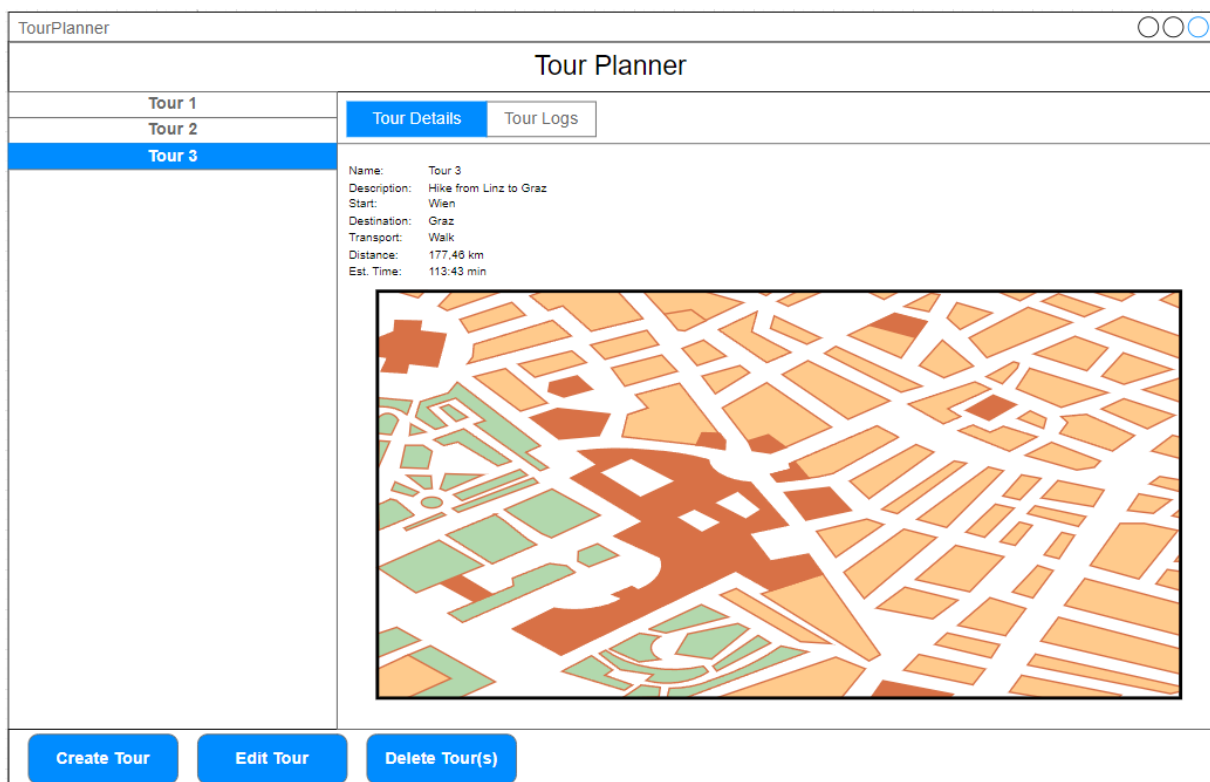 TourPlanner
Tour Planner
Tour 1
Tour 2
Tour 3
Tour Details Tour Logs
Name: Tour 3
Description: Hike from Linz to Graz
Start: Wien
Destination: Graz
Transport: Walk
Distance: 177,46 km
Est. Time: 113:43 min
Create Tour Edit Tour Delete Tour(s)